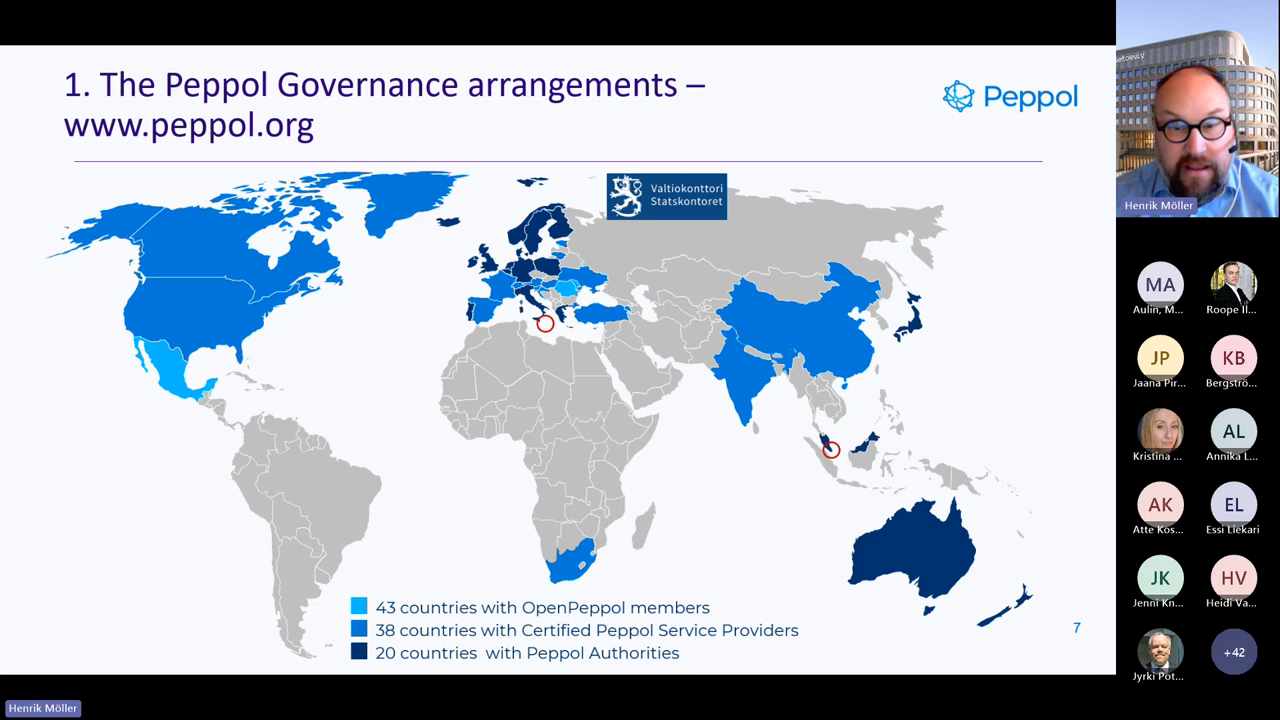 1. The Peppol Governance arrangements –
www.peppol.org
Peppol
Valtiokonttori
Statskontoret
43 countries with OpenPeppol members
38 countries with Certified Peppol Service Providers
20 countries with Peppol Authorities
7
Henrik Möller
MA
Aulin, M...
Roope Il...
JP
Jaana Pir...
KB
Bergströ...
Kristina ...
AL
Annika L...
AK
Atte Kos...
EL
Essi Liekari
JK
Jenni Kn...
HV
Heidi Va...
Jyrki Pot...
+42
Henrik Möller